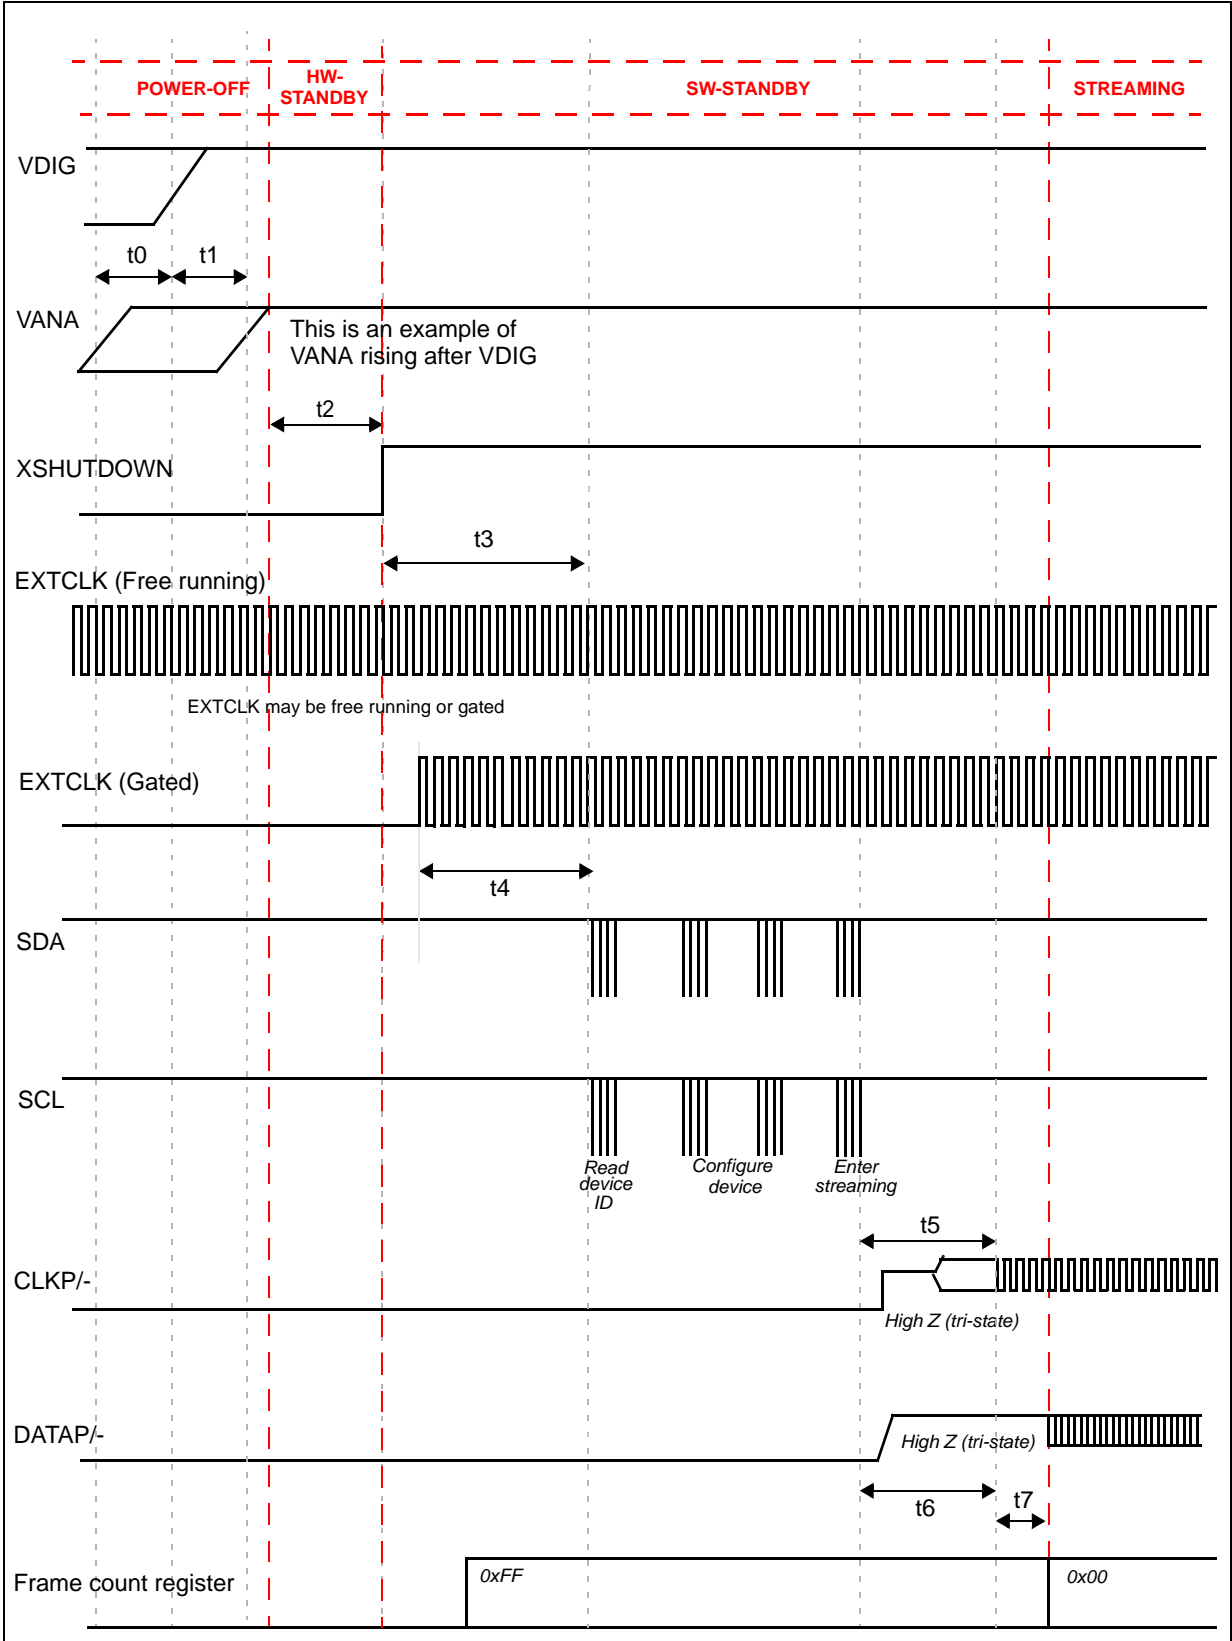 POWER-OFF
HW-
STANDBY
SW-STANDBY
STREAMING
VDIG
t0
t1
VANA
This is an example of
VANA rising after VDIG
t2
XSHUTDOWN
t3
EXTCLK (Free running)
EXTCLK may be free running or gated
EXTCLK (Gated)
t4
SDA
SCL
Read
device
ID
Configure
device
Enter
streaming
t5
CLKP/-
High Z (tri-state)
DATAP/-
High Z (tri-state)
t6
t7
Frame count register
0xFF
0x00